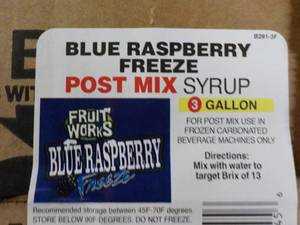 B291-3F
BLUE RASPBERRY
FREEZE
POST MIX SYRUP
3 GALLON
FRUIT
WORKS
BLUE RASPBERRY
Freeze
FOR POST MIX USE IN
FROZEN CARBONATED
BEVERAGE MACHINES ONLY
Directions:
Mix with water to
target Brix of 13
Recommended storage between 45F-70F degrees
STORE BELOW 90F DEGREES. DO NOT FREEZE.